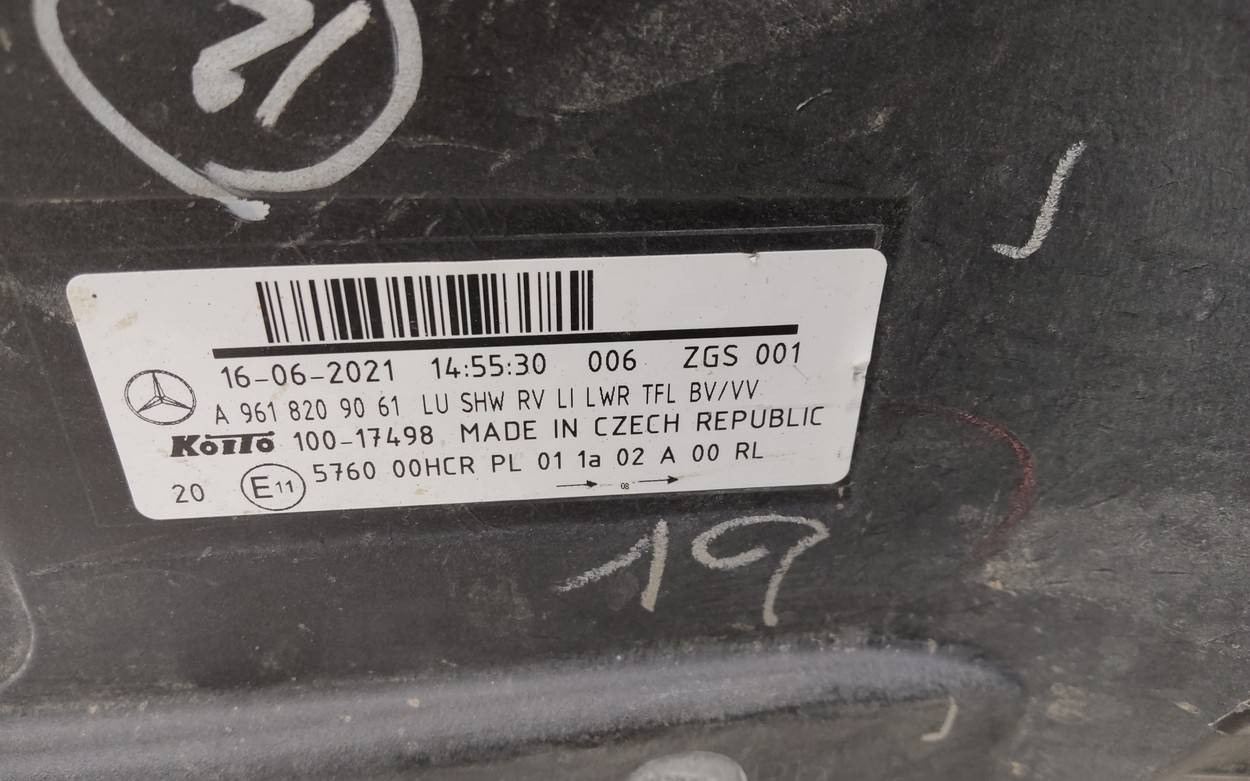 21
16-06-2021 14:55:30 006 ZGS 001
A 961 820 90 61 LU SHW RV LI LWR TFL BV/VV
100-17498 MADE IN CZECH REPUBLIC
20 E11 5760 00HCR PL 01 1a 02 A 00 RL
08
19